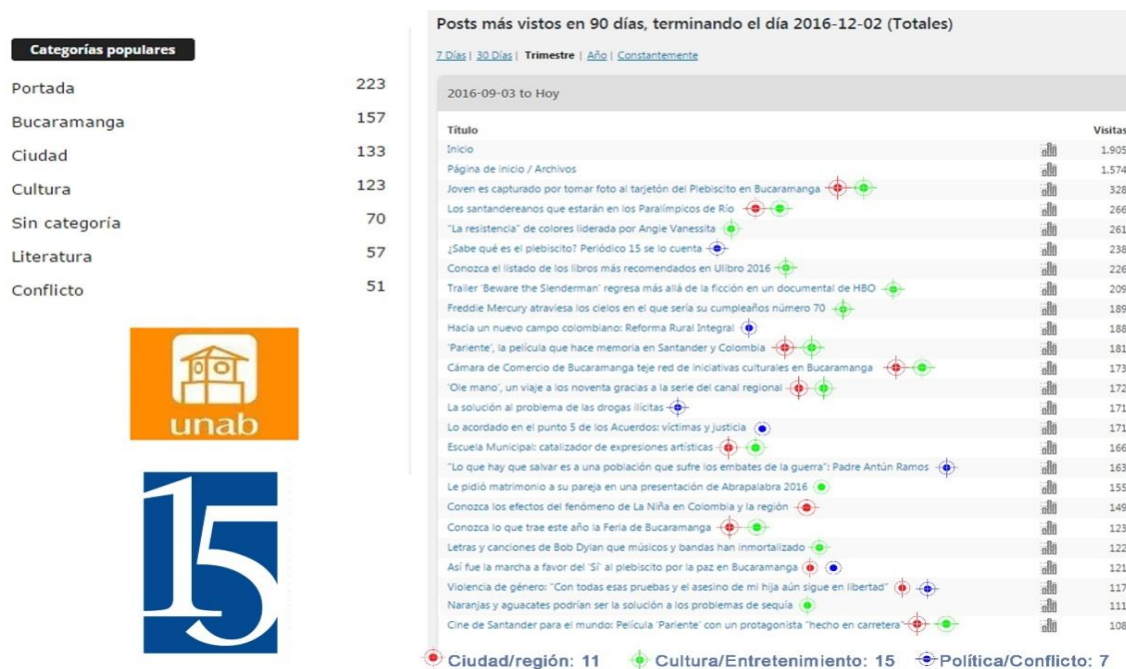 Categorías populares
Portada 223
Bucaramanga 157
Ciudad 133
Cultura 123
Sin categoría 70
Literatura 57
Conflicto 51
unab
15
Posts más vistos en 90 días, terminando el día 2016-12-02 (Totales)
7 Días | 30 Días | Trimestre | Año | Constantemente
2016-09-03 to Hoy
Título Visitas
Inicio 1.905
Página de inicio / Archivos 1.574
Joven es capturado por tomar foto al tarjetón del Plebiscito en Bucaramanga 328
Los santandereanos que estarán en los Paralímpicos de Río 266
"La resistencia" de colores liderada por Angie Vanessita 261
¿Sabe qué es el plebiscito? Periódico 15 se lo cuenta 238
Conozca el listado de los libros más recomendados en Ulibro 2016 226
Trailer 'Beware the Slenderman' regresa más allá de la ficción en un documental de HBO 209
Freddie Mercury atraviesa los cielos en el que sería su cumpleaños número 70 189
Hacia un nuevo campo colombiano: Reforma Rural Integral 188
'Pariente', la película que hace memoria en Santander y Colombia 181
Cámara de Comercio de Bucaramanga teje red de iniciativas culturales en Bucaramanga 173
'Ole mano', un viaje a los noventa gracias a la serie del canal regional 172
La solución al problema de las drogas ilícitas 171
Lo acordado en el punto 5 de los Acuerdos: víctimas y justicia 171
Escuela Municipal: catalizador de expresiones artísticas 166
"Lo que hay que salvar es a una población que sufre los embates de la guerra": Padre Antún Ramos 163
Le pidió matrimonio a su pareja en una presentación de Abrapalabra 2016 155
Conozca los efectos del fenómeno de La Niña en Colombia y la región 149
Conozca lo que trae este año la Feria de Bucaramanga 123
Letras y canciones de Bob Dylan que músicos y bandas han inmortalizado 122
Así fue la marcha a favor del 'Sí' al plebiscito por la paz en Bucaramanga 121
Violencia de género: "Con todas esas pruebas y el asesino de mi hija aún sigue en libertad" 117
Naranjas y aguacates podrían ser la solución a los problemas de sequía 111
Cine de Santander para el mundo: Película 'Pariente' con un protagonista "hecho en carretera" 108
Ciudad/región: 11 Cultura/Entretenimiento: 15 Política/Conflicto: 7